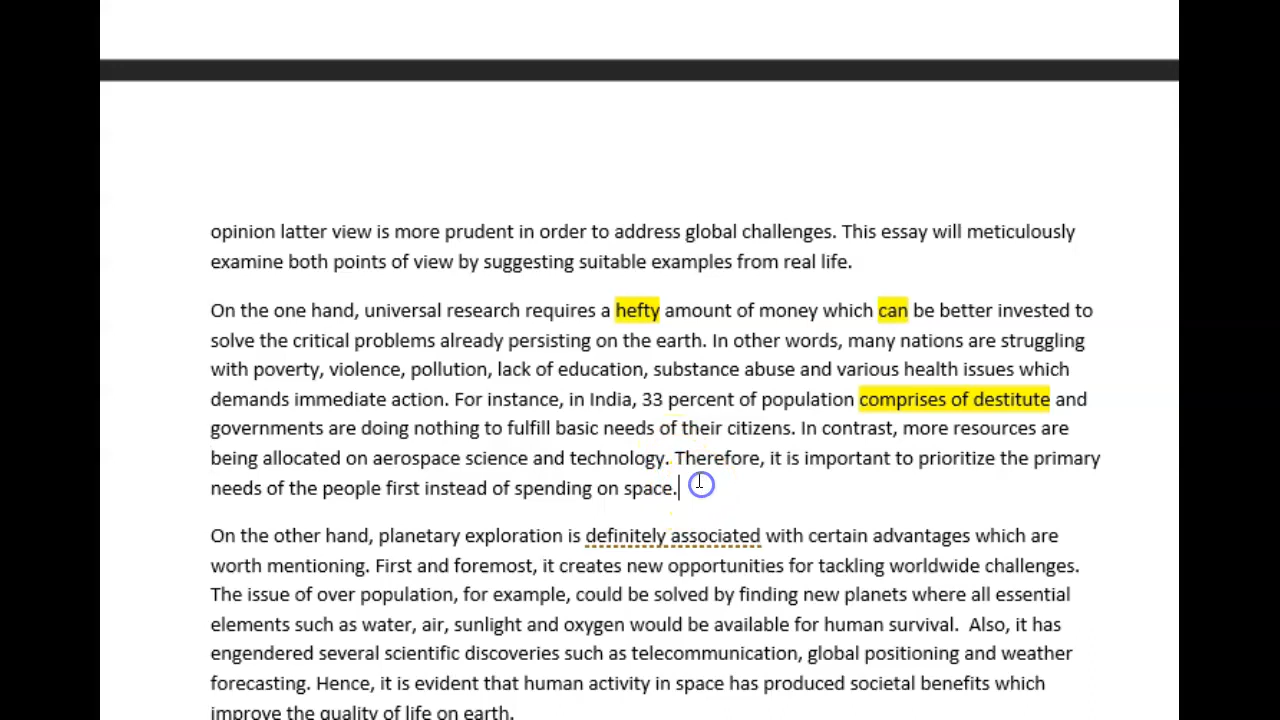 opinion latter view is more prudent in order to address global challenges. This essay will meticulously
examine both points of view by suggesting suitable examples from real life.
On the one hand, universal research requires a hefty amount of money which can be better invested to
solve the critical problems already persisting on the earth. In other words, many nations are struggling
with poverty, violence, pollution, lack of education, substance abuse and various health issues which
demands immediate action. For instance, in India, 33 percent of population comprises of destitute and
governments are doing nothing to fulfill basic needs of their citizens. In contrast, more resources are
being allocated on aerospace science and technology. Therefore, it is important to prioritize the primary
needs of the people first instead of spending on space.
On the other hand, planetary exploration is definitely associated with certain advantages which are
worth mentioning. First and foremost, it creates new opportunities for tackling worldwide challenges.
The issue of over population, for example, could be solved by finding new planets where all essential
elements such as water, air, sunlight and oxygen would be available for human survival.  Also, it has
engendered several scientific discoveries such as telecommunication, global positioning and weather
forecasting. Hence, it is evident that human activity in space has produced societal benefits which
improve the quality of life on earth.